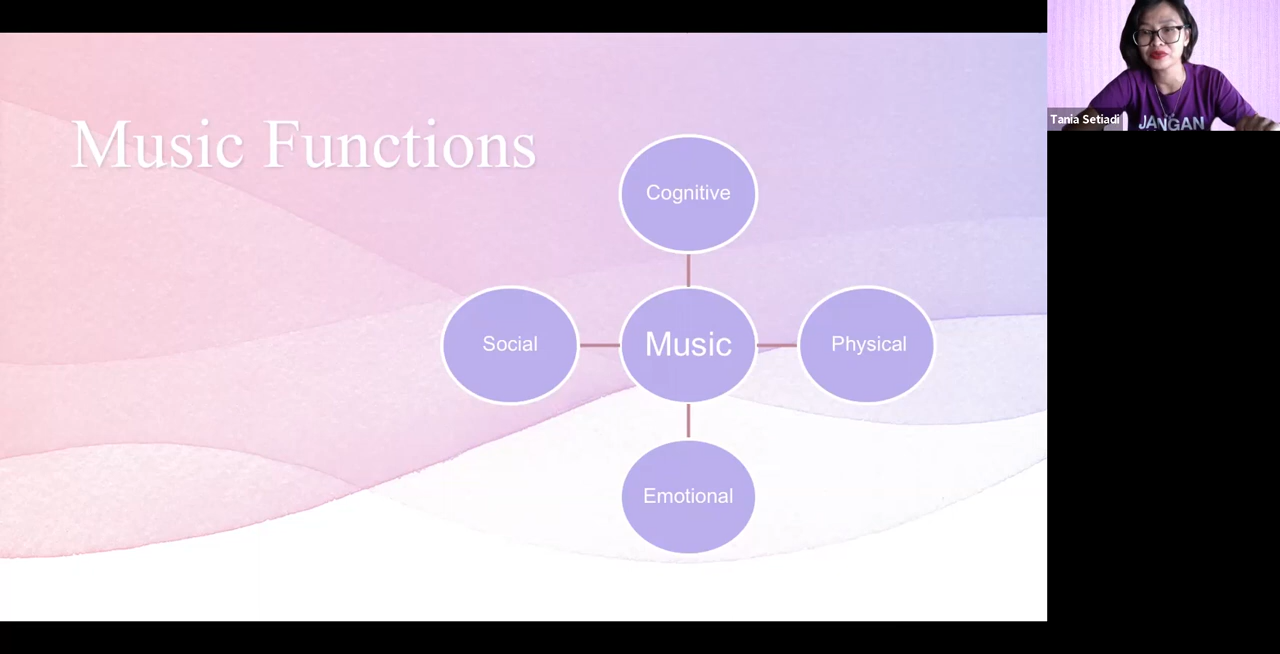 Music Functions
Cognitive
Social
Music
Physical
Emotional
Tania Setiadi
JANGAN